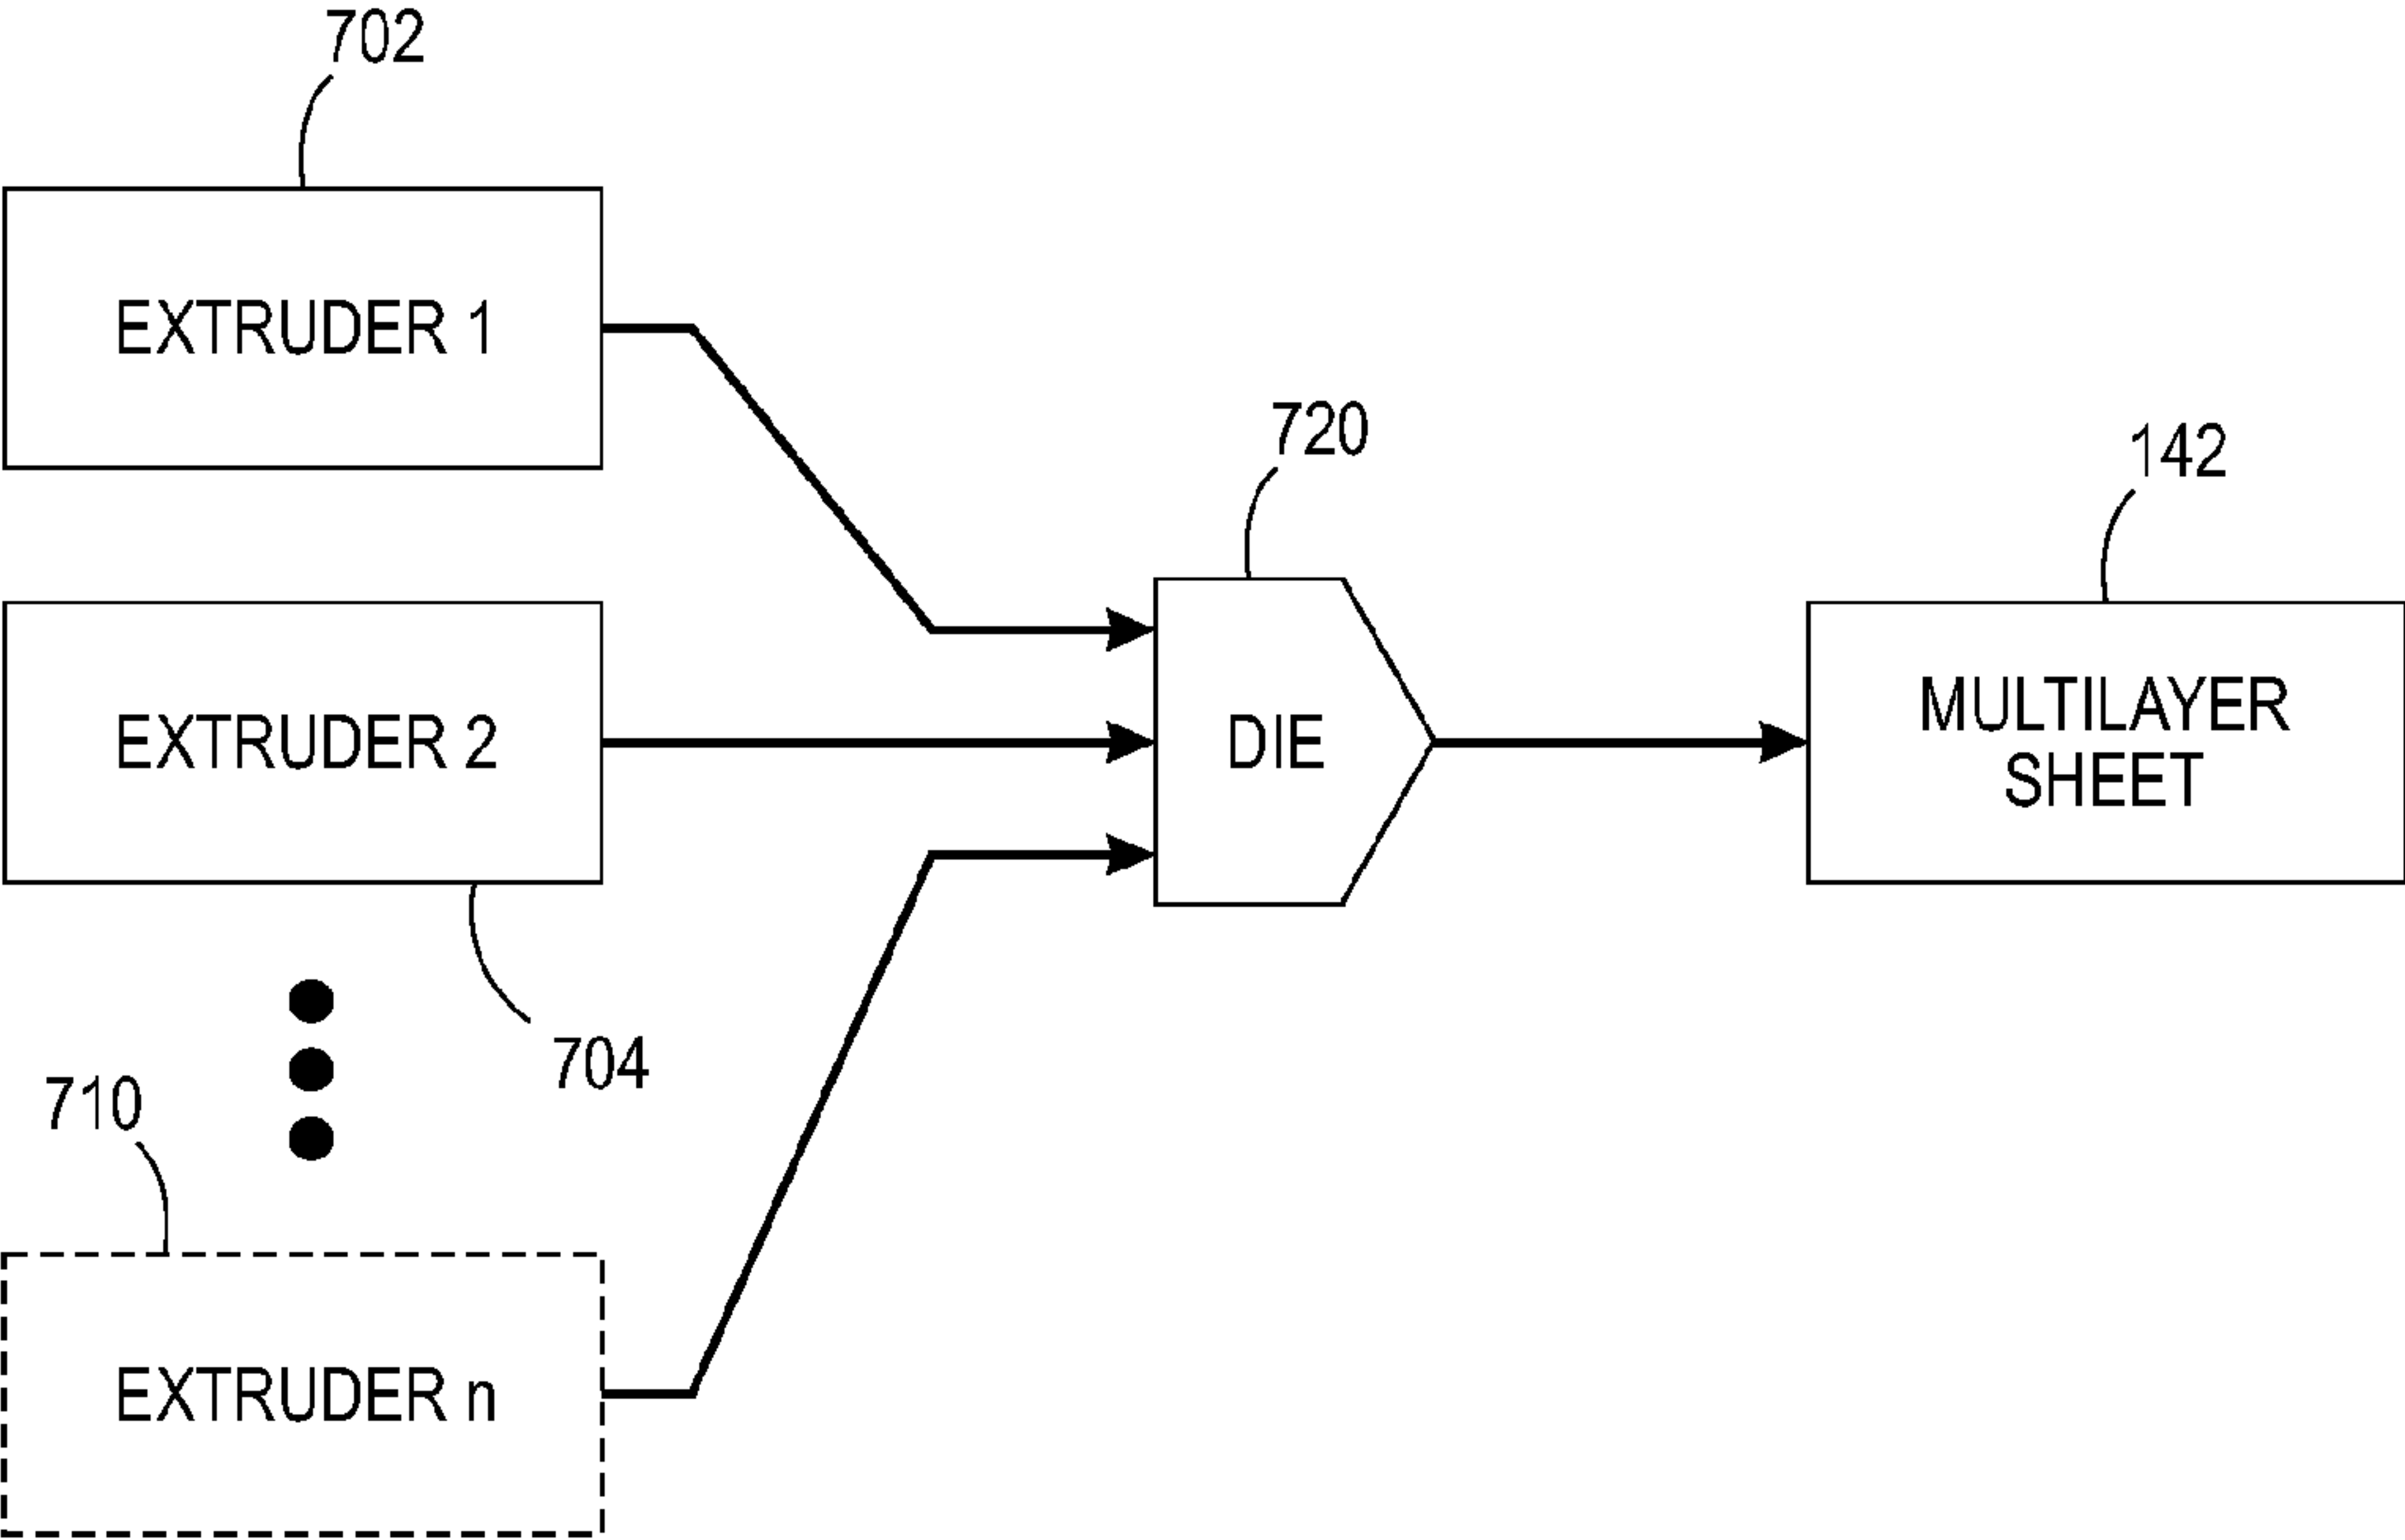 702
EXTRUDER 1
720
142
EXTRUDER 2
DIE
MULTILAYER
SHEET
704
710
EXTRUDER n